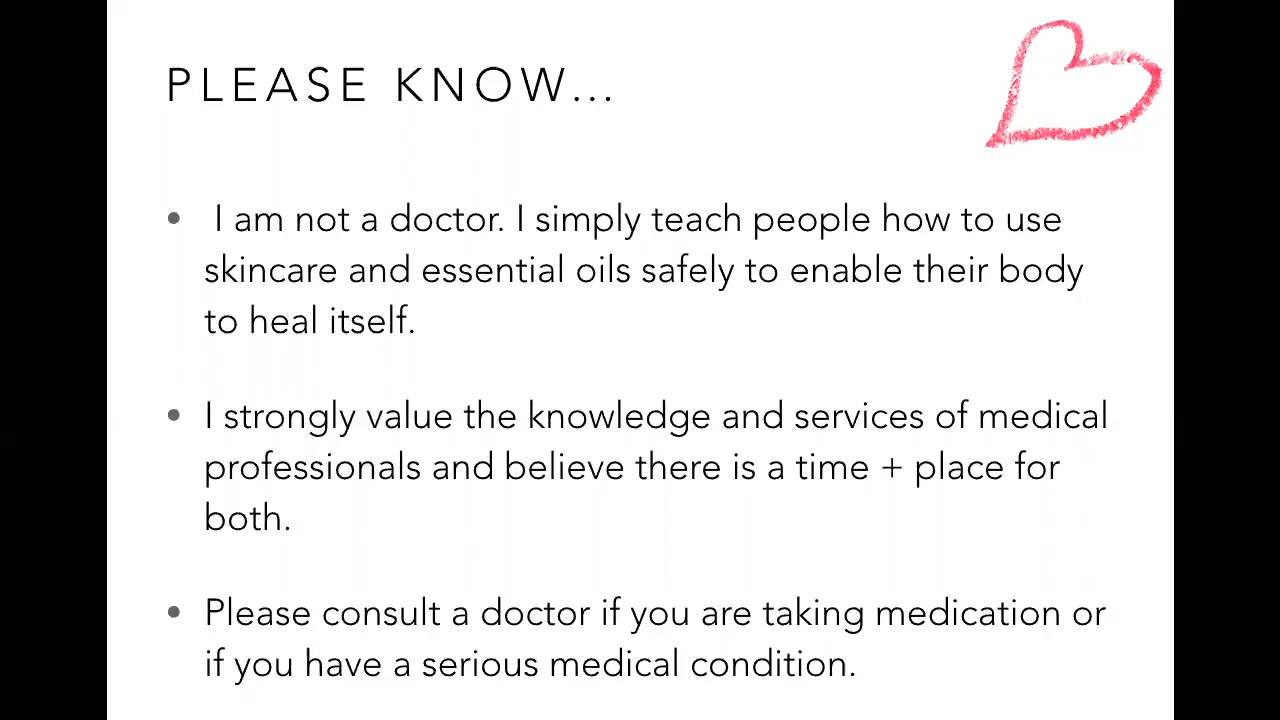 PLEASE KNOW...
• I am not a doctor. I simply teach people how to use
skincare and essential oils safely to enable their body
to heal itself.
• I strongly value the knowledge and services of medical
professionals and believe there is a time + place for
both.
• Please consult a doctor if you are taking medication or
if you have a serious medical condition.